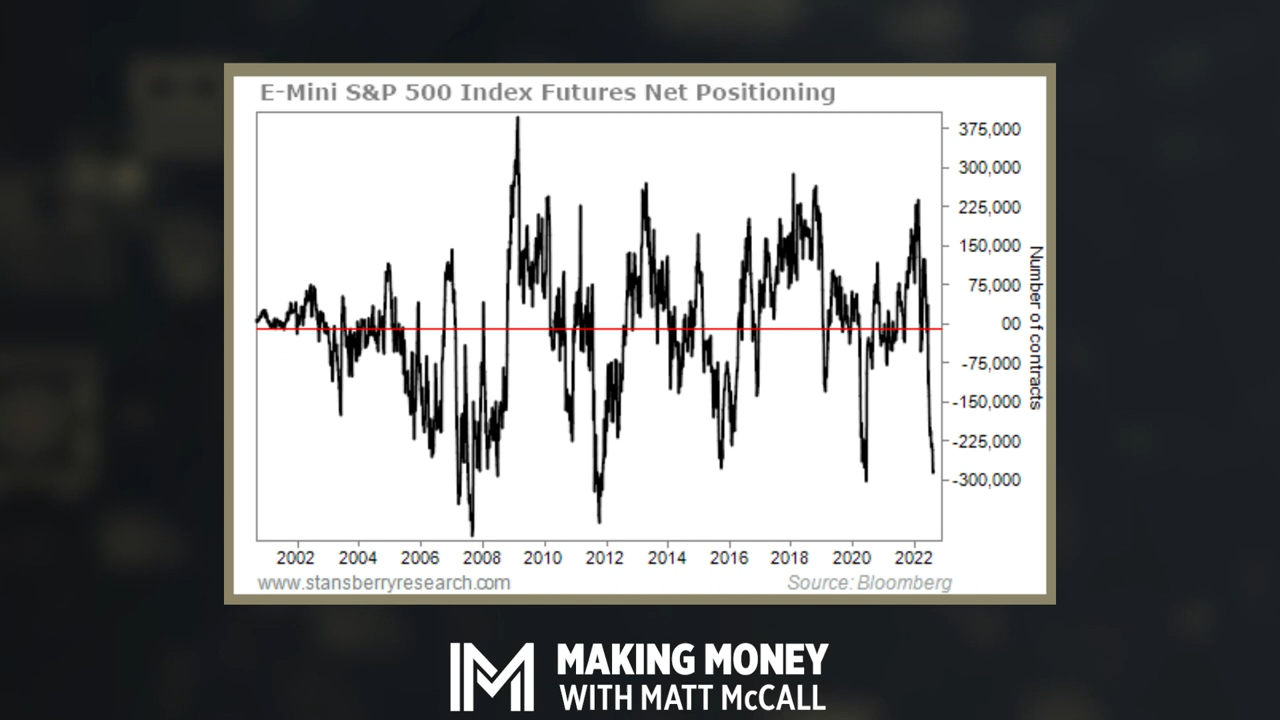 E-Mini S&P 500 Index Futures Net Positioning
375,000
300,000
225,000
150,000
75,000
00
-75,000
-150,000
-225,000
-300,000
Number of contracts
2002 2004 2006 2008 2010 2012 2014 2016 2018 2020 2022
www.stansberryresearch.com Source: Bloomberg
MAKING MONEY
WITH MATT McCALL